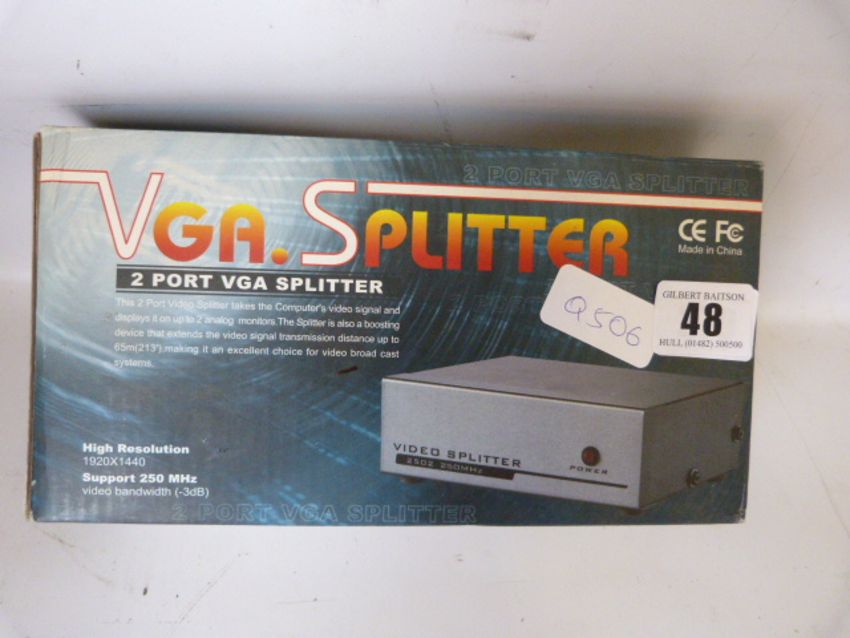 2 PORT VGA SPLITTER
VGA. SPLITTER
CE FC
Made in China
2 PORT VGA SPLITTER
This 2 Port Video Splitter takes the Computer's video signal and
displays it on up to 2 analog monitors.The Splitter is also a boosting
device that extends the video signal transmission distance up to
65m(213").making it an excellent choice for video broad cast
systems.
Q506
GILBERT BAITSON
48
HULL (01482) 500500
High Resolution
1920X1440
Support 250 MHz
video bandwidth (-3dB)
VIDEO SPLITTER
2502 250MHz
POWER
2 PORT VGA SPLITTER